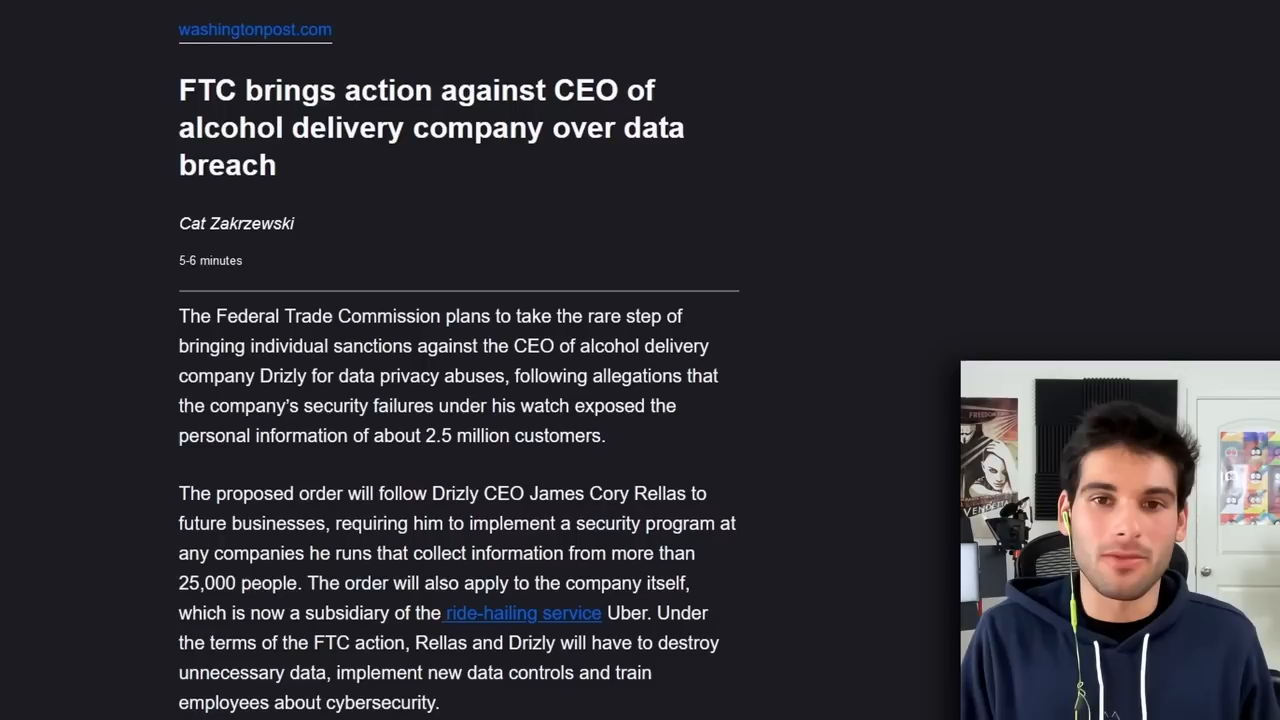 washingtonpost.com
FTC brings action against CEO of
alcohol delivery company over data
breach
Cat Zakrzewski
5-6 minutes
The Federal Trade Commission plans to take the rare step of
bringing individual sanctions against the CEO of alcohol delivery
company Drizly for data privacy abuses, following allegations that
the company’s security failures under his watch exposed the
personal information of about 2.5 million customers.
The proposed order will follow Drizly CEO James Cory Rellas to
future businesses, requiring him to implement a security program at
any companies he runs that collect information from more than
25,000 people. The order will also apply to the company itself,
which is now a subsidiary of the ride-hailing service Uber. Under
the terms of the FTC action, Rellas and Drizly will have to destroy
unnecessary data, implement new data controls and train
employees about cybersecurity.
VENDETTA